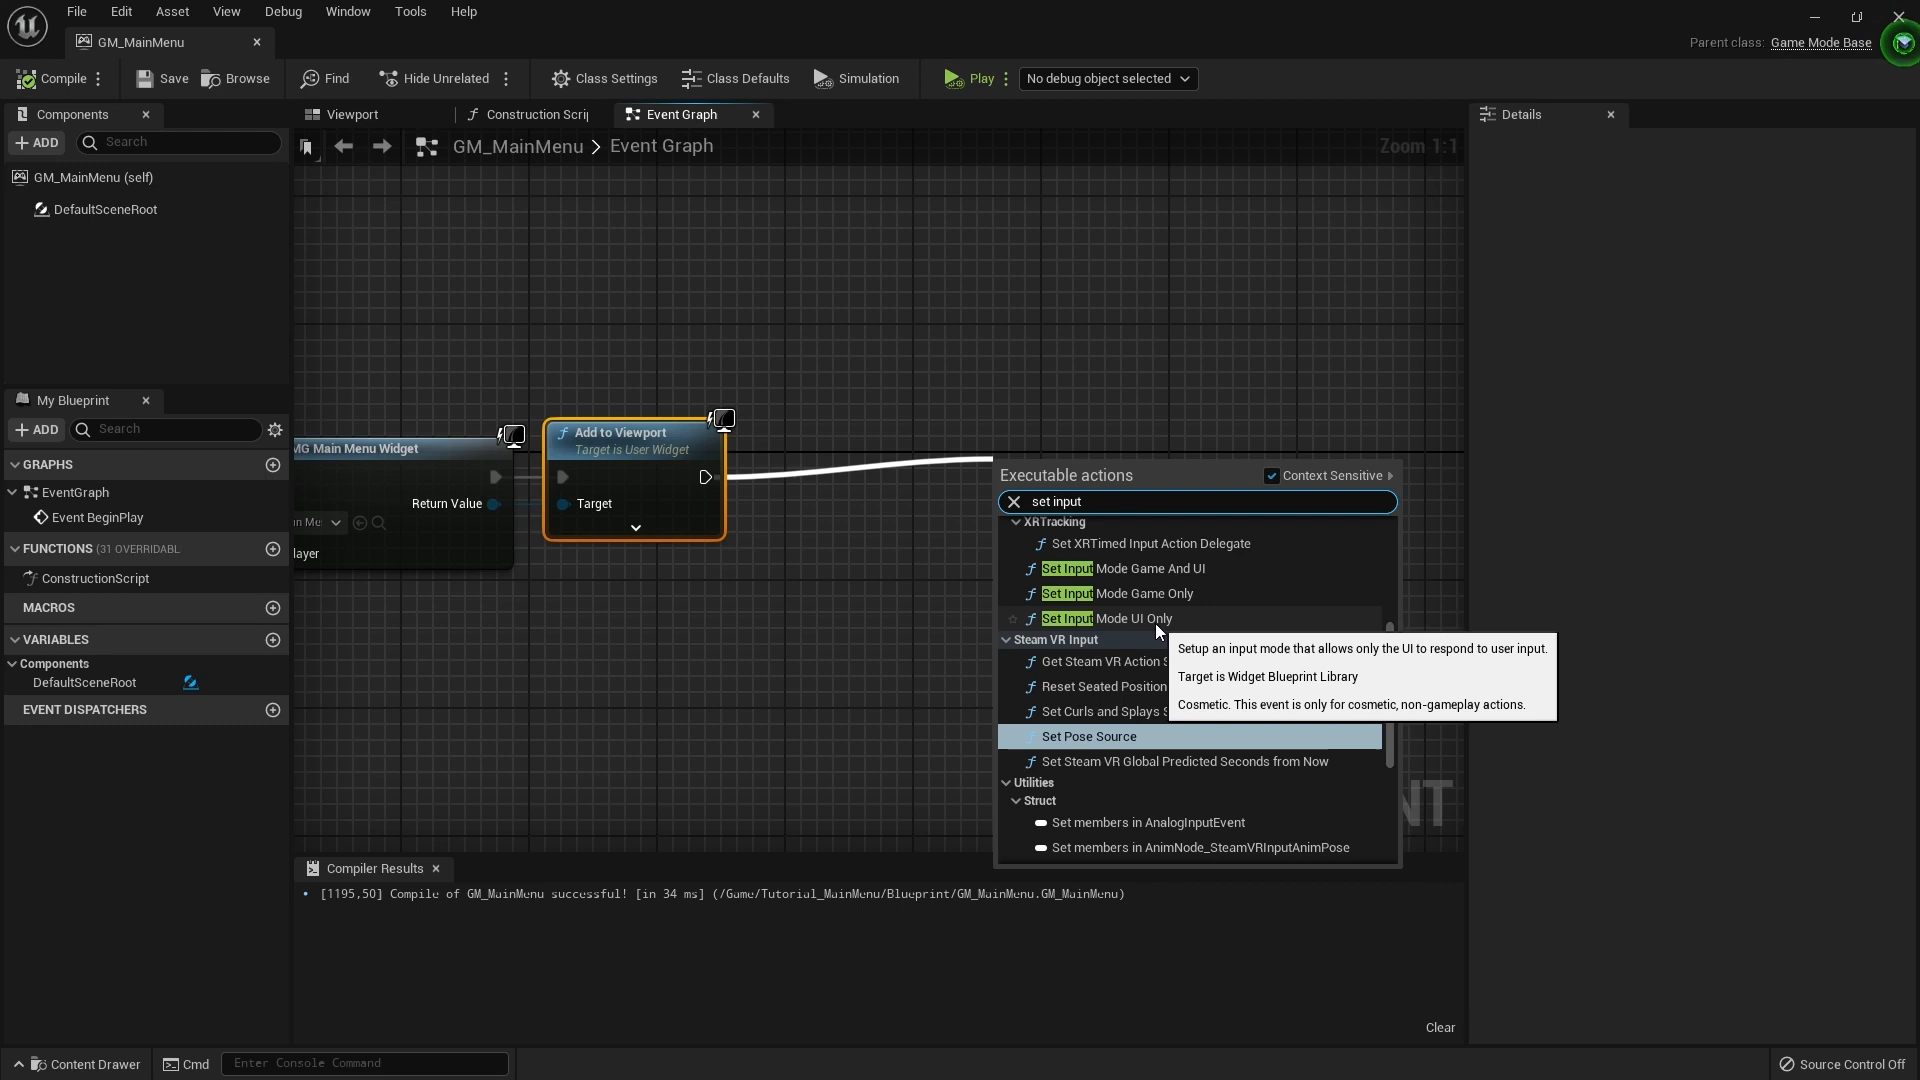 File Edit Asset View Debug Window Tools Help
GM_MainMenu
Parent class: Game Mode Base
Compile Save Browse Find Hide Unrelated Class Settings Class Defaults Simulation Play No debug object selected
Components
Viewport
Construction Scri
Event Graph
Details
ADD Search
GM_MainMenu > Event Graph
Zoom 1:1
GM_MainMenu (self)
DefaultSceneRoot
My Blueprint
ADD Search
GRAPHS
EventGraph
Event BeginPlay
FUNCTIONS (31 OVERRIDABL
ConstructionScript
MACROS
VARIABLES
Components
DefaultSceneRoot
EVENT DISPATCHERS
MG Main Menu Widget
Return Value
in Me
layer
Add to Viewport
Target is User Widget
Target
Executable actions
Context Sensitive
set input
XRTracking
Set XRTimed Input Action Delegate
Set Input Mode Game And UI
Set Input Mode Game Only
Set Input Mode UI Only
Steam VR Input
Get Steam VR Action S
Reset Seated Position
Set Curls and Splays S
Set Pose Source
Set Steam VR Global Predicted Seconds from Now
Utilities
Struct
Set members in AnalogInputEvent
Set members in AnimNode_SteamVRInputAnimPose
Setup an input mode that allows only the UI to respond to user input.
Target is Widget Blueprint Library
Cosmetic. This event is only for cosmetic, non-gameplay actions.
NT
Compiler Results
[1195,50] Compile of GM_MainMenu successful! [in 34 ms] (/Game/Tutorial_MainMenu/Blueprint/GM_MainMenu.GM_MainMenu)
Clear
Content Drawer Cmd Enter Console Command
Source Control Off